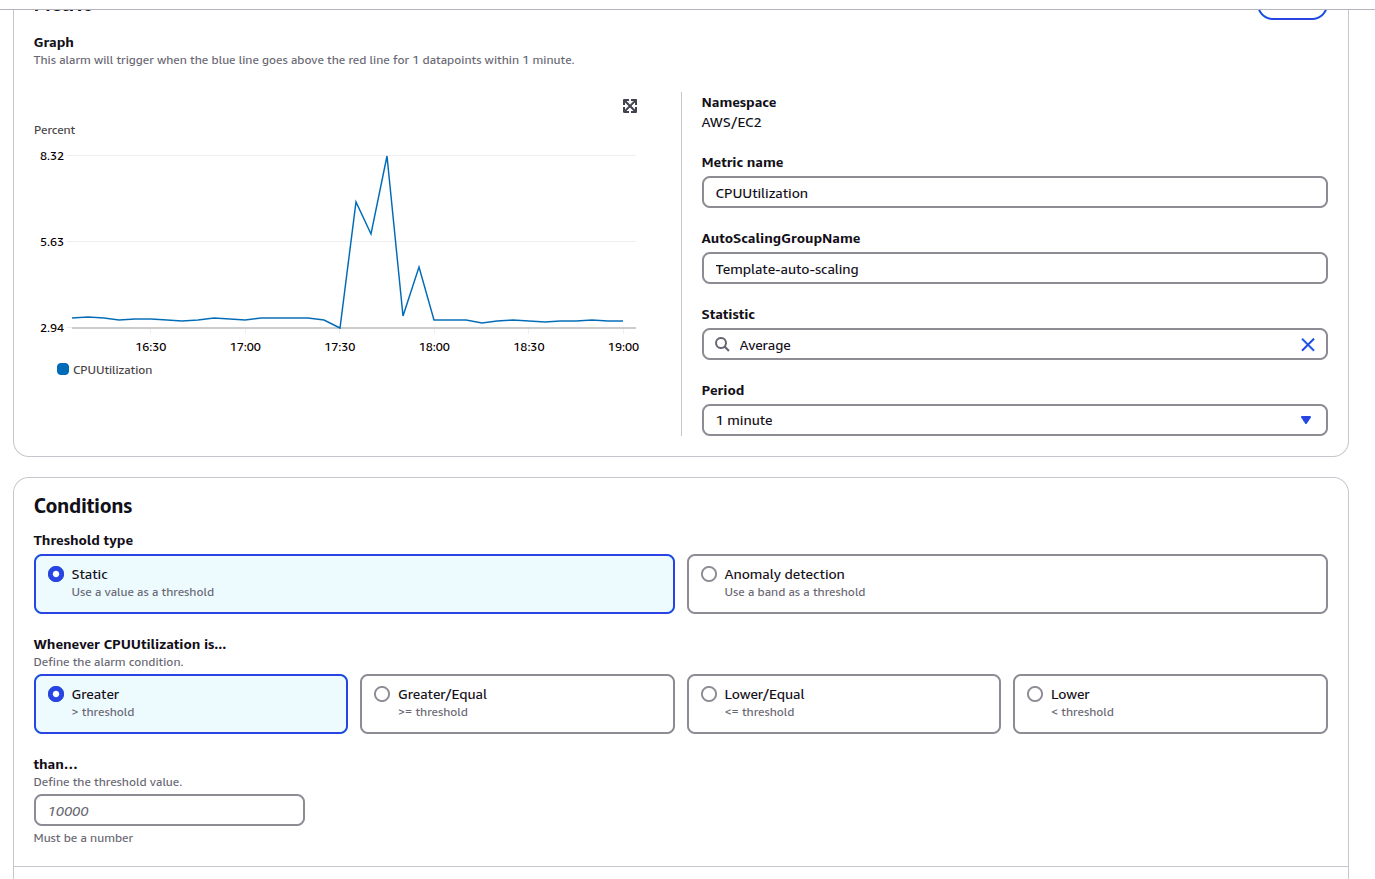 Graph
This alarm will trigger when the blue line goes above the red line for 1 datapoints within 1 minute.
Percent
8.32
5.63
2.94
16:30
17:00
17:30
18:00
18:30
19:00
CPUUtilization
Namespace
AWS/EC2
Metric name
CPUUtilization
AutoScalingGroupName
Template-auto-scaling
Statistic
Average
Period
1 minute
Conditions
Threshold type
Static
Use a value as a threshold
Anomaly detection
Use a band as a threshold
Whenever CPUUtilization is...
Define the alarm condition.
Greater
> threshold
Greater/Equal
>= threshold
Lower/Equal
<= threshold
Lower
< threshold
than...
Define the threshold value.
10000
Must be a number